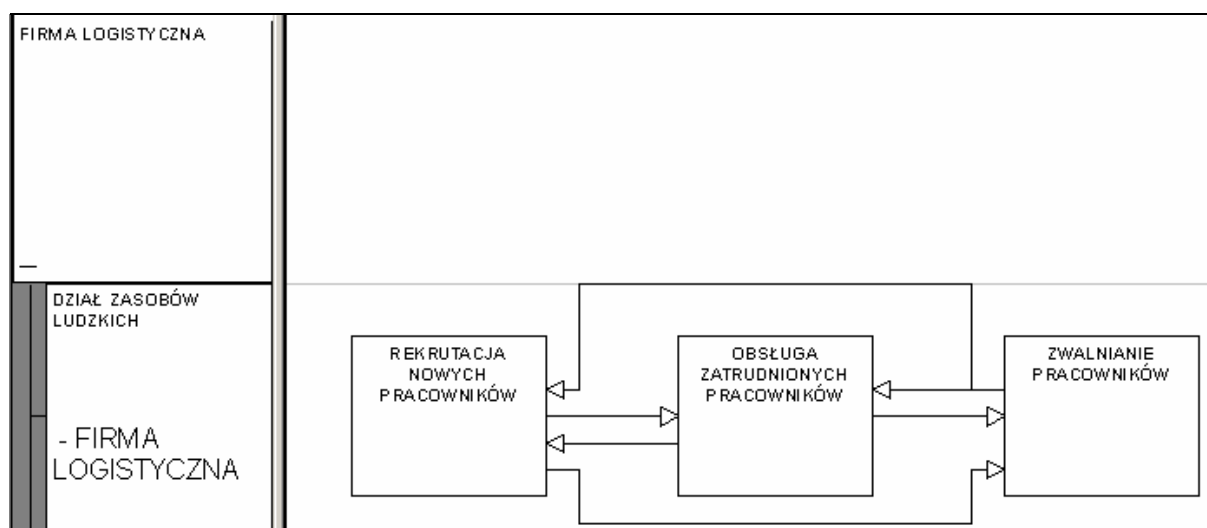 FIRMA LOGISTYCZNA
DZIAŁ ZASOBÓW
LUDZKICH
- FIRMA
LOGISTYCZNA
REKRUTACJA
NOWYCH
PRACOWNIKÓW
OBSŁUGA
ZATRUDNIONYCH
PRACOWNIKÓW
ZWALNIANIE
PRACOWNIKÓW